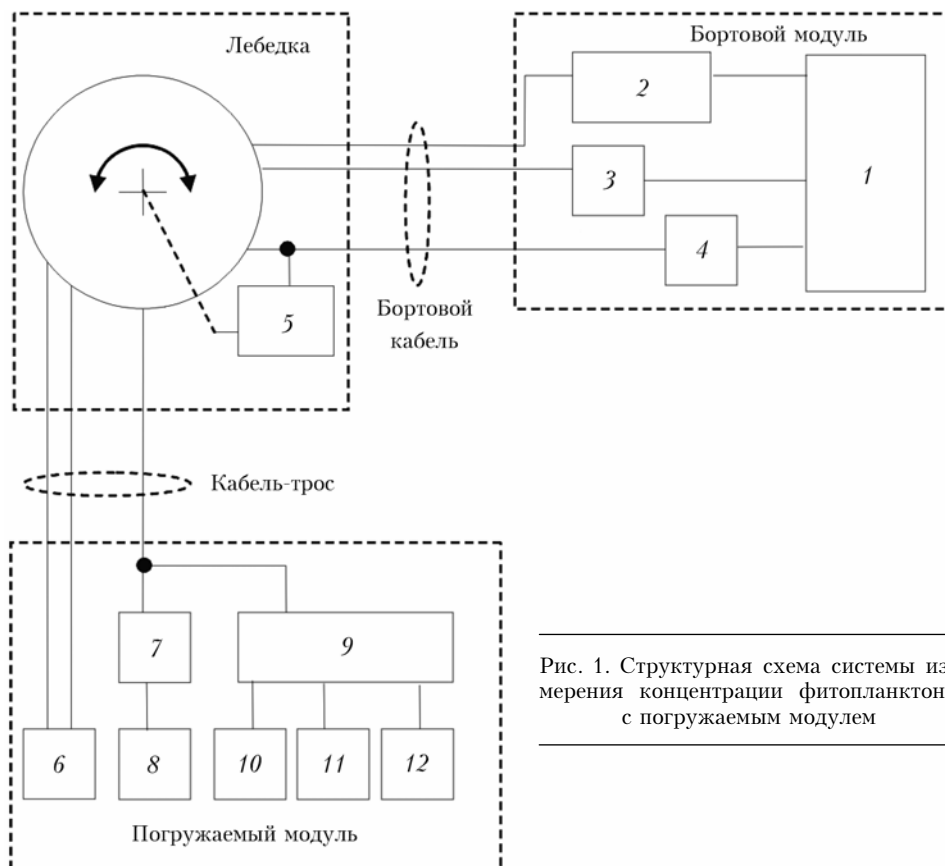 Лебедка
Бортовой модуль
2
1
3
4
5
Бортовой
кабель
Кабель-трос
7
9
6
8
10
11
12
Погружаемый модуль
Рис. 1. Структурная схема системы из
мерения концентрации фитопланктон
с погружаемым модулем